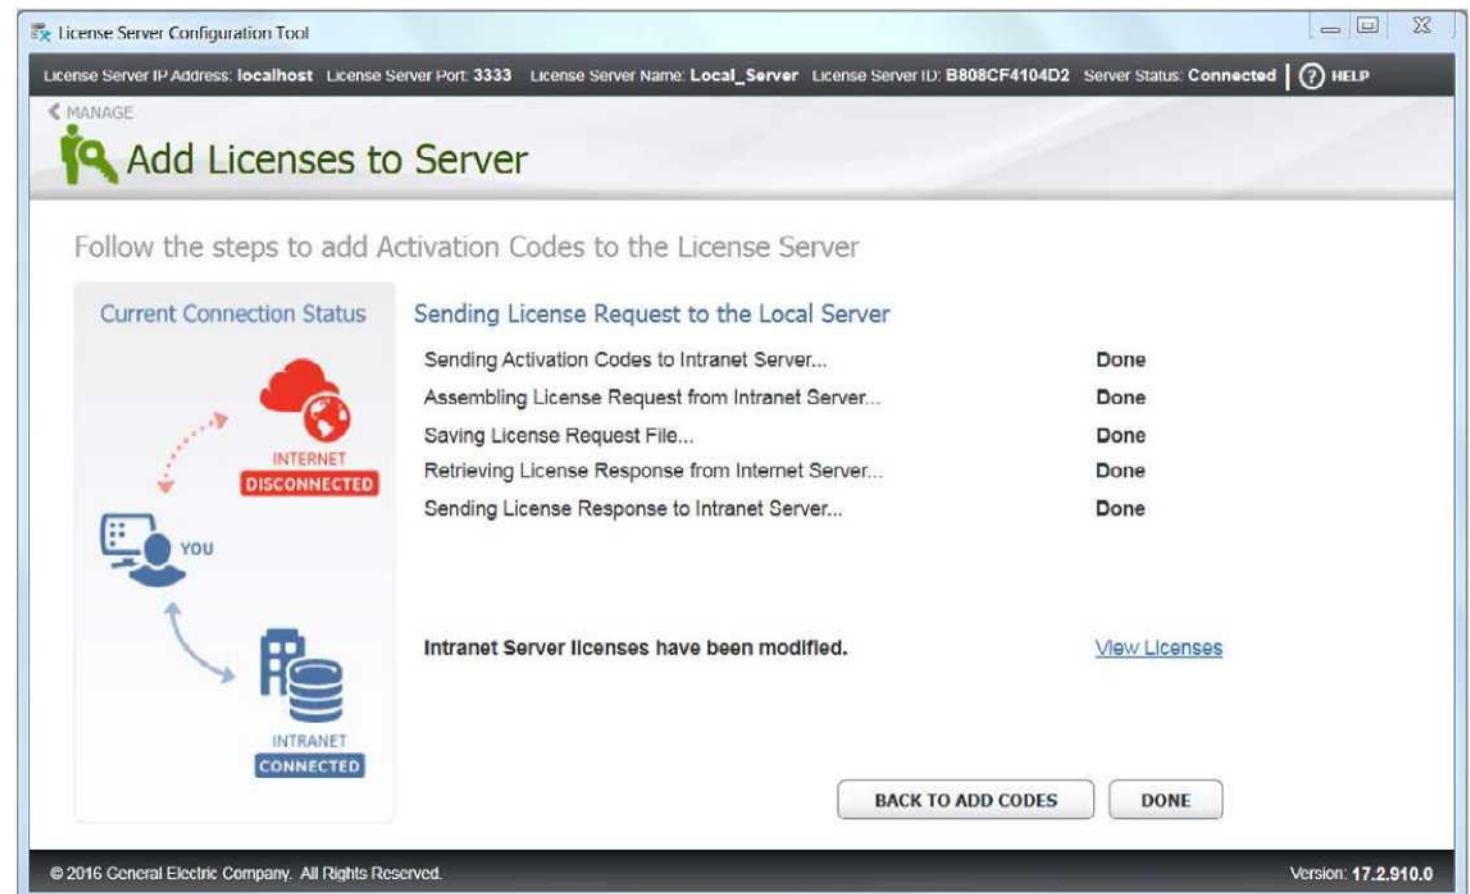 License Server Configuration Tool
License Server IP Address: localhost License Server Port: 3333 License Server Name: Local_Server License Server ID: B808CF4104D2 Server Status: Connected | ? HELP
MANAGE
Add Licenses to Server
Follow the steps to add Activation Codes to the License Server
Current Connection Status
INTERNET
DISCONNECTED
YOU
INTRANET
CONNECTED
Sending License Request to the Local Server
Sending Activation Codes to Intranet Server... Done
Assembling License Request from Intranet Server... Done
Saving License Request File... Done
Retrieving License Response from Internet Server... Done
Sending License Response to Intranet Server... Done
Intranet Server licenses have been modified. View Licenses
BACK TO ADD CODES DONE
© 2016 General Electric Company. All Rights Reserved. Version: 17.2.910.0